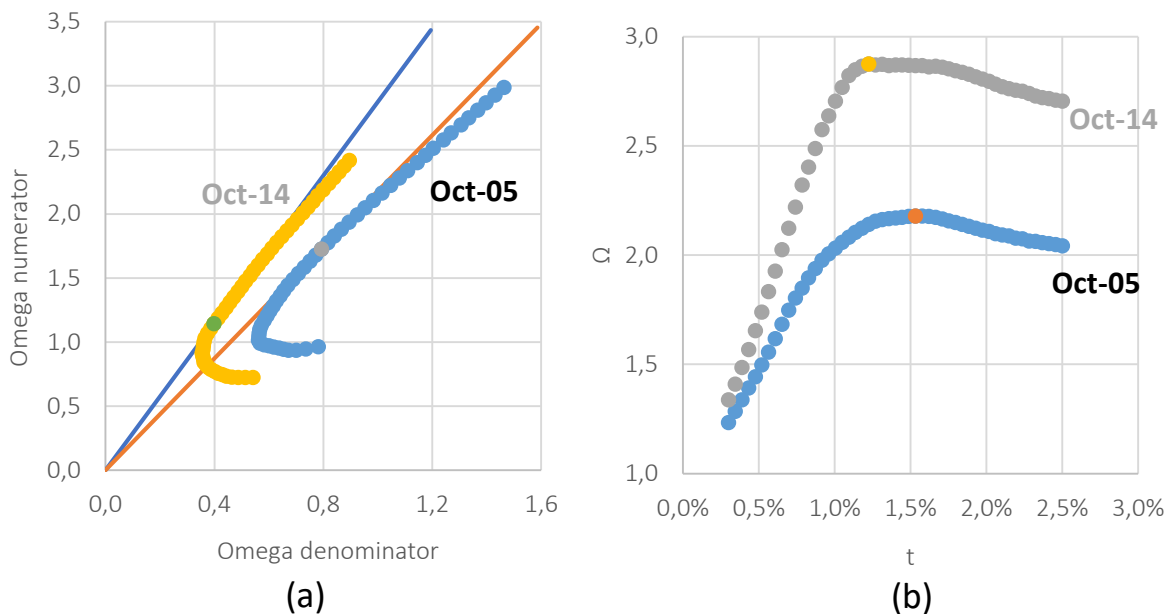 3,5
3,0
2,5
2,0
1,5
1,0
0,5
0,0
Omega numerator
Oct-14
Oct-05
0,0
0,4
0,8
1,2
1,6
Omega denominator
(a)
3,0
2,5
2,0
1,5
1,0
Ω
Oct-14
Oct-05
0,0%
0,5%
1,0%
1,5%
2,0%
2,5%
3,0%
t
(b)